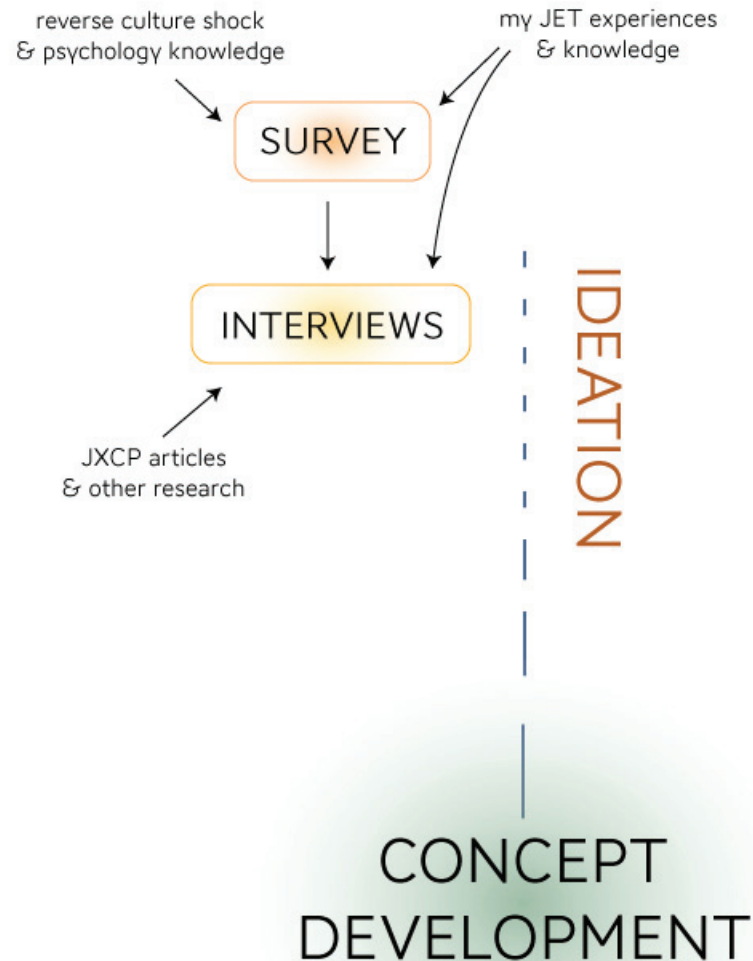 reverse culture shock
& psychology knowledge
my JET experiences
& knowledge
SURVEY
INTERVIEWS
IDEATION
JXCP articles
& other research
CONCEPT
DEVELOPMENT